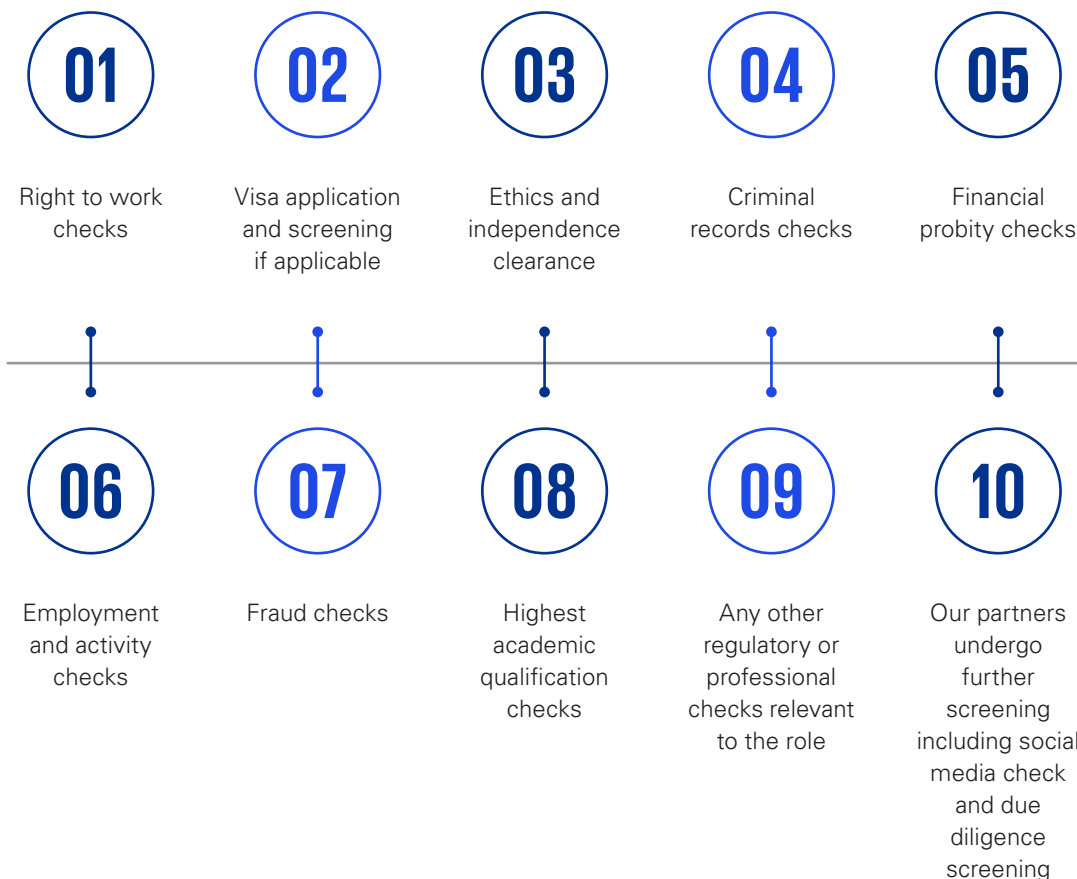 01
Right to work
checks
02
Visa application
and screening
if applicable
03
Ethics and
independence
clearance
04
Criminal
records checks
05
Financial
probity checks
06
Employment
and activity
checks
07
Fraud checks
08
Highest
academic
qualification
checks
09
Any other
regulatory or
professional
checks relevant
to the role
10
Our partners
undergo
further
screening
including social
media check
and due
diligence
screening